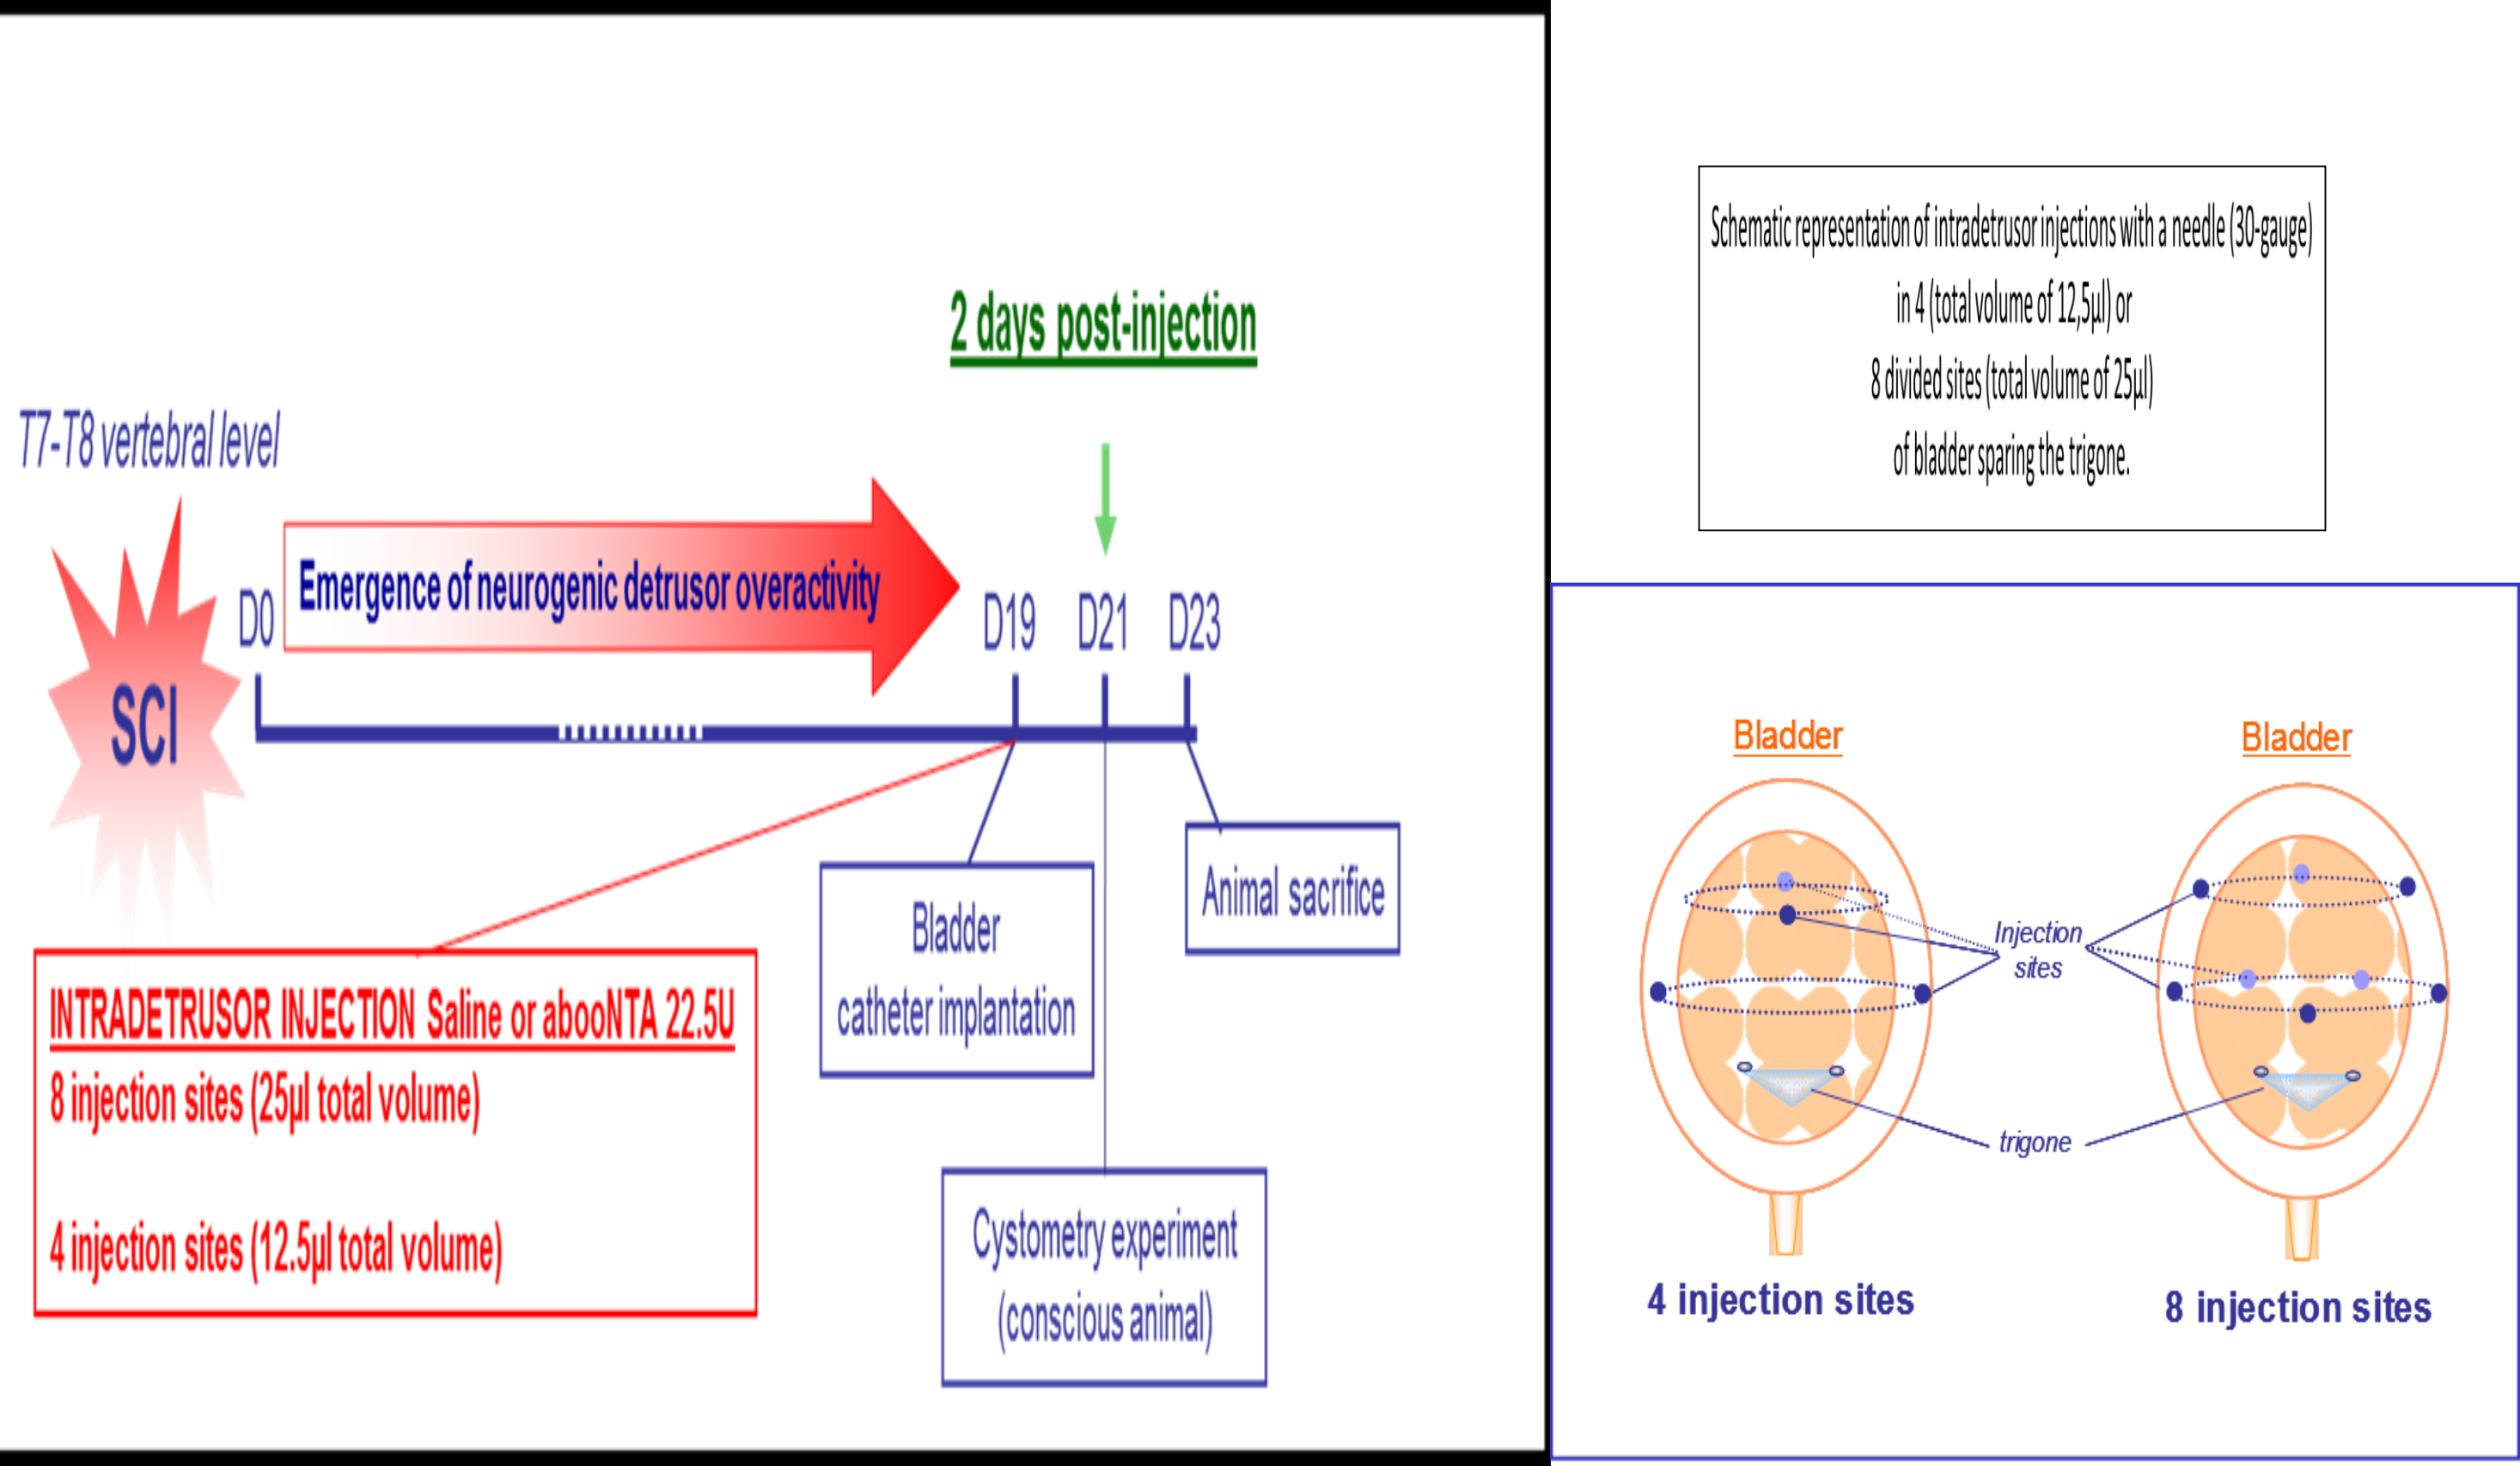 2 days post-injection
T7-T8 vertebral level
Emergence of neurogenic detrusor overactivity
D0
D19
D21
D23
SCI
INTRADETRUSOR INJECTION Saline or abooNTA 22.5U
8 injection sites (25µl total volume)
4 injection sites (12.5µl total volume)
Bladder
catheter implantation
Animal sacrifice
Cystometry experiment
(conscious animal)
Schematic representation of intradetrusor injections with a needle (30-gauge)
in 4 (total volume of 12,5µl) or
8 divided sites (total volume of 25µl)
of bladder sparing the trigone.
Bladder
Bladder
Injection
sites
trigone
4 injection sites
8 injection sites